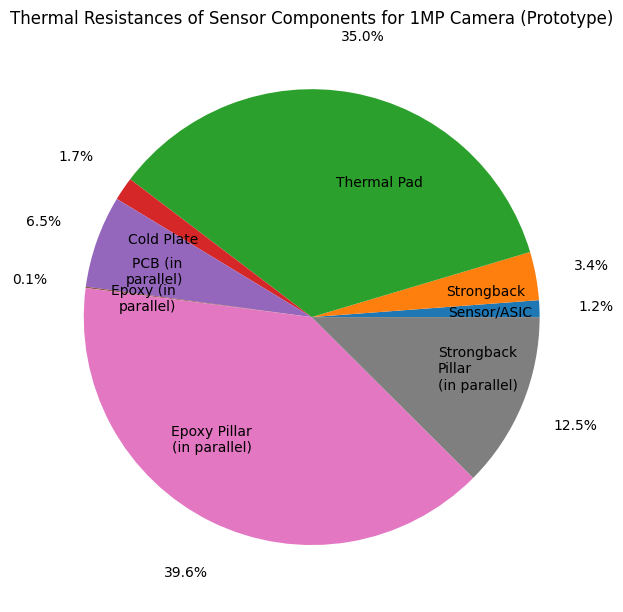 Thermal Resistances of Sensor Components for 1MP Camera (Prototype)
35.0%
1.7%
Thermal Pad
6.5%
Cold Plate
3.4%
PCB (in
parallel)
0.1%
Epoxy (in
parallel)
Strongback
1.2%
Sensor/ASIC
Strongback
Pillar
(in parallel)
12.5%
Epoxy Pillar
(in parallel)
39.6%